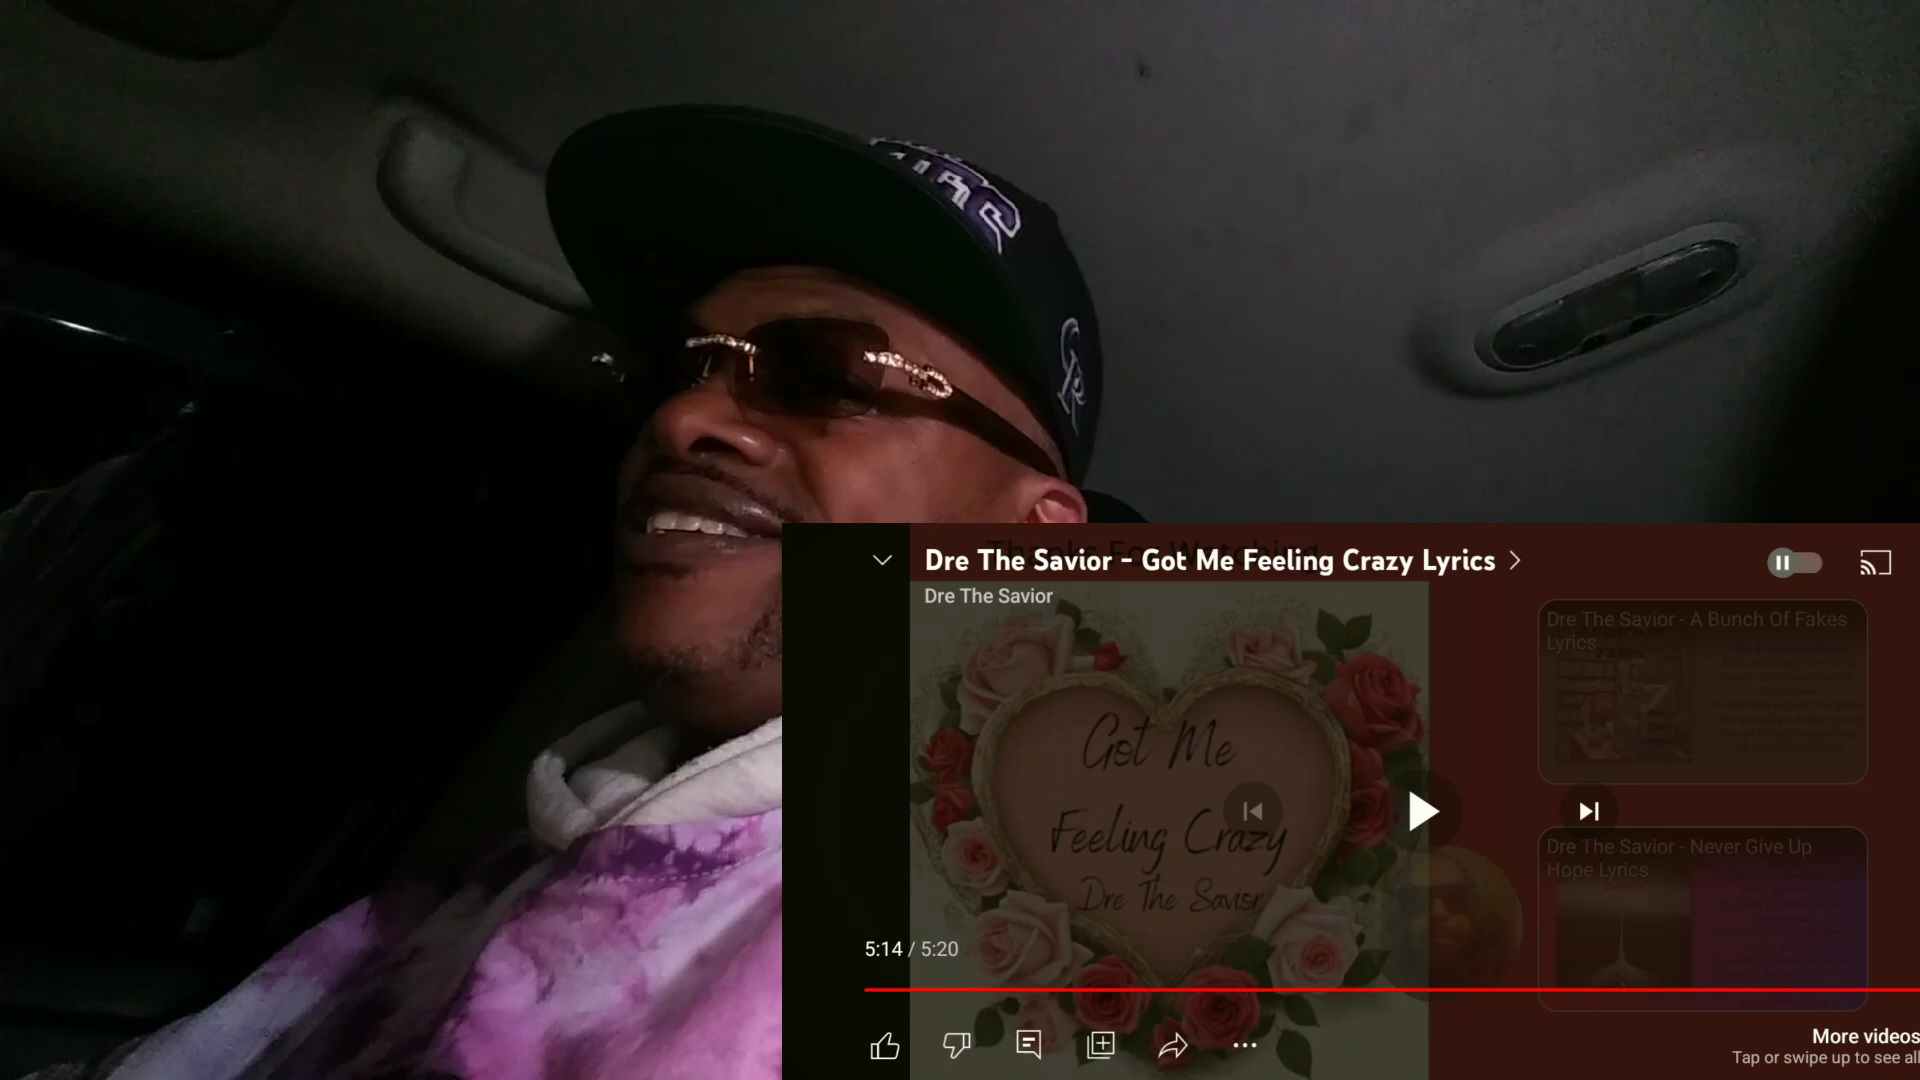 Dre The Savior - Got Me Feeling Crazy Lyrics
Dre The Savior
Dre The Savior - A Bunch Of Fakes
Lyrics
Got Me
Feeling Crazy
Dre The Savior
Dre The Savior - Never Give Up
Hope Lyrics
5:14 / 5:20
More videos
Tap or swipe up to see all
CR